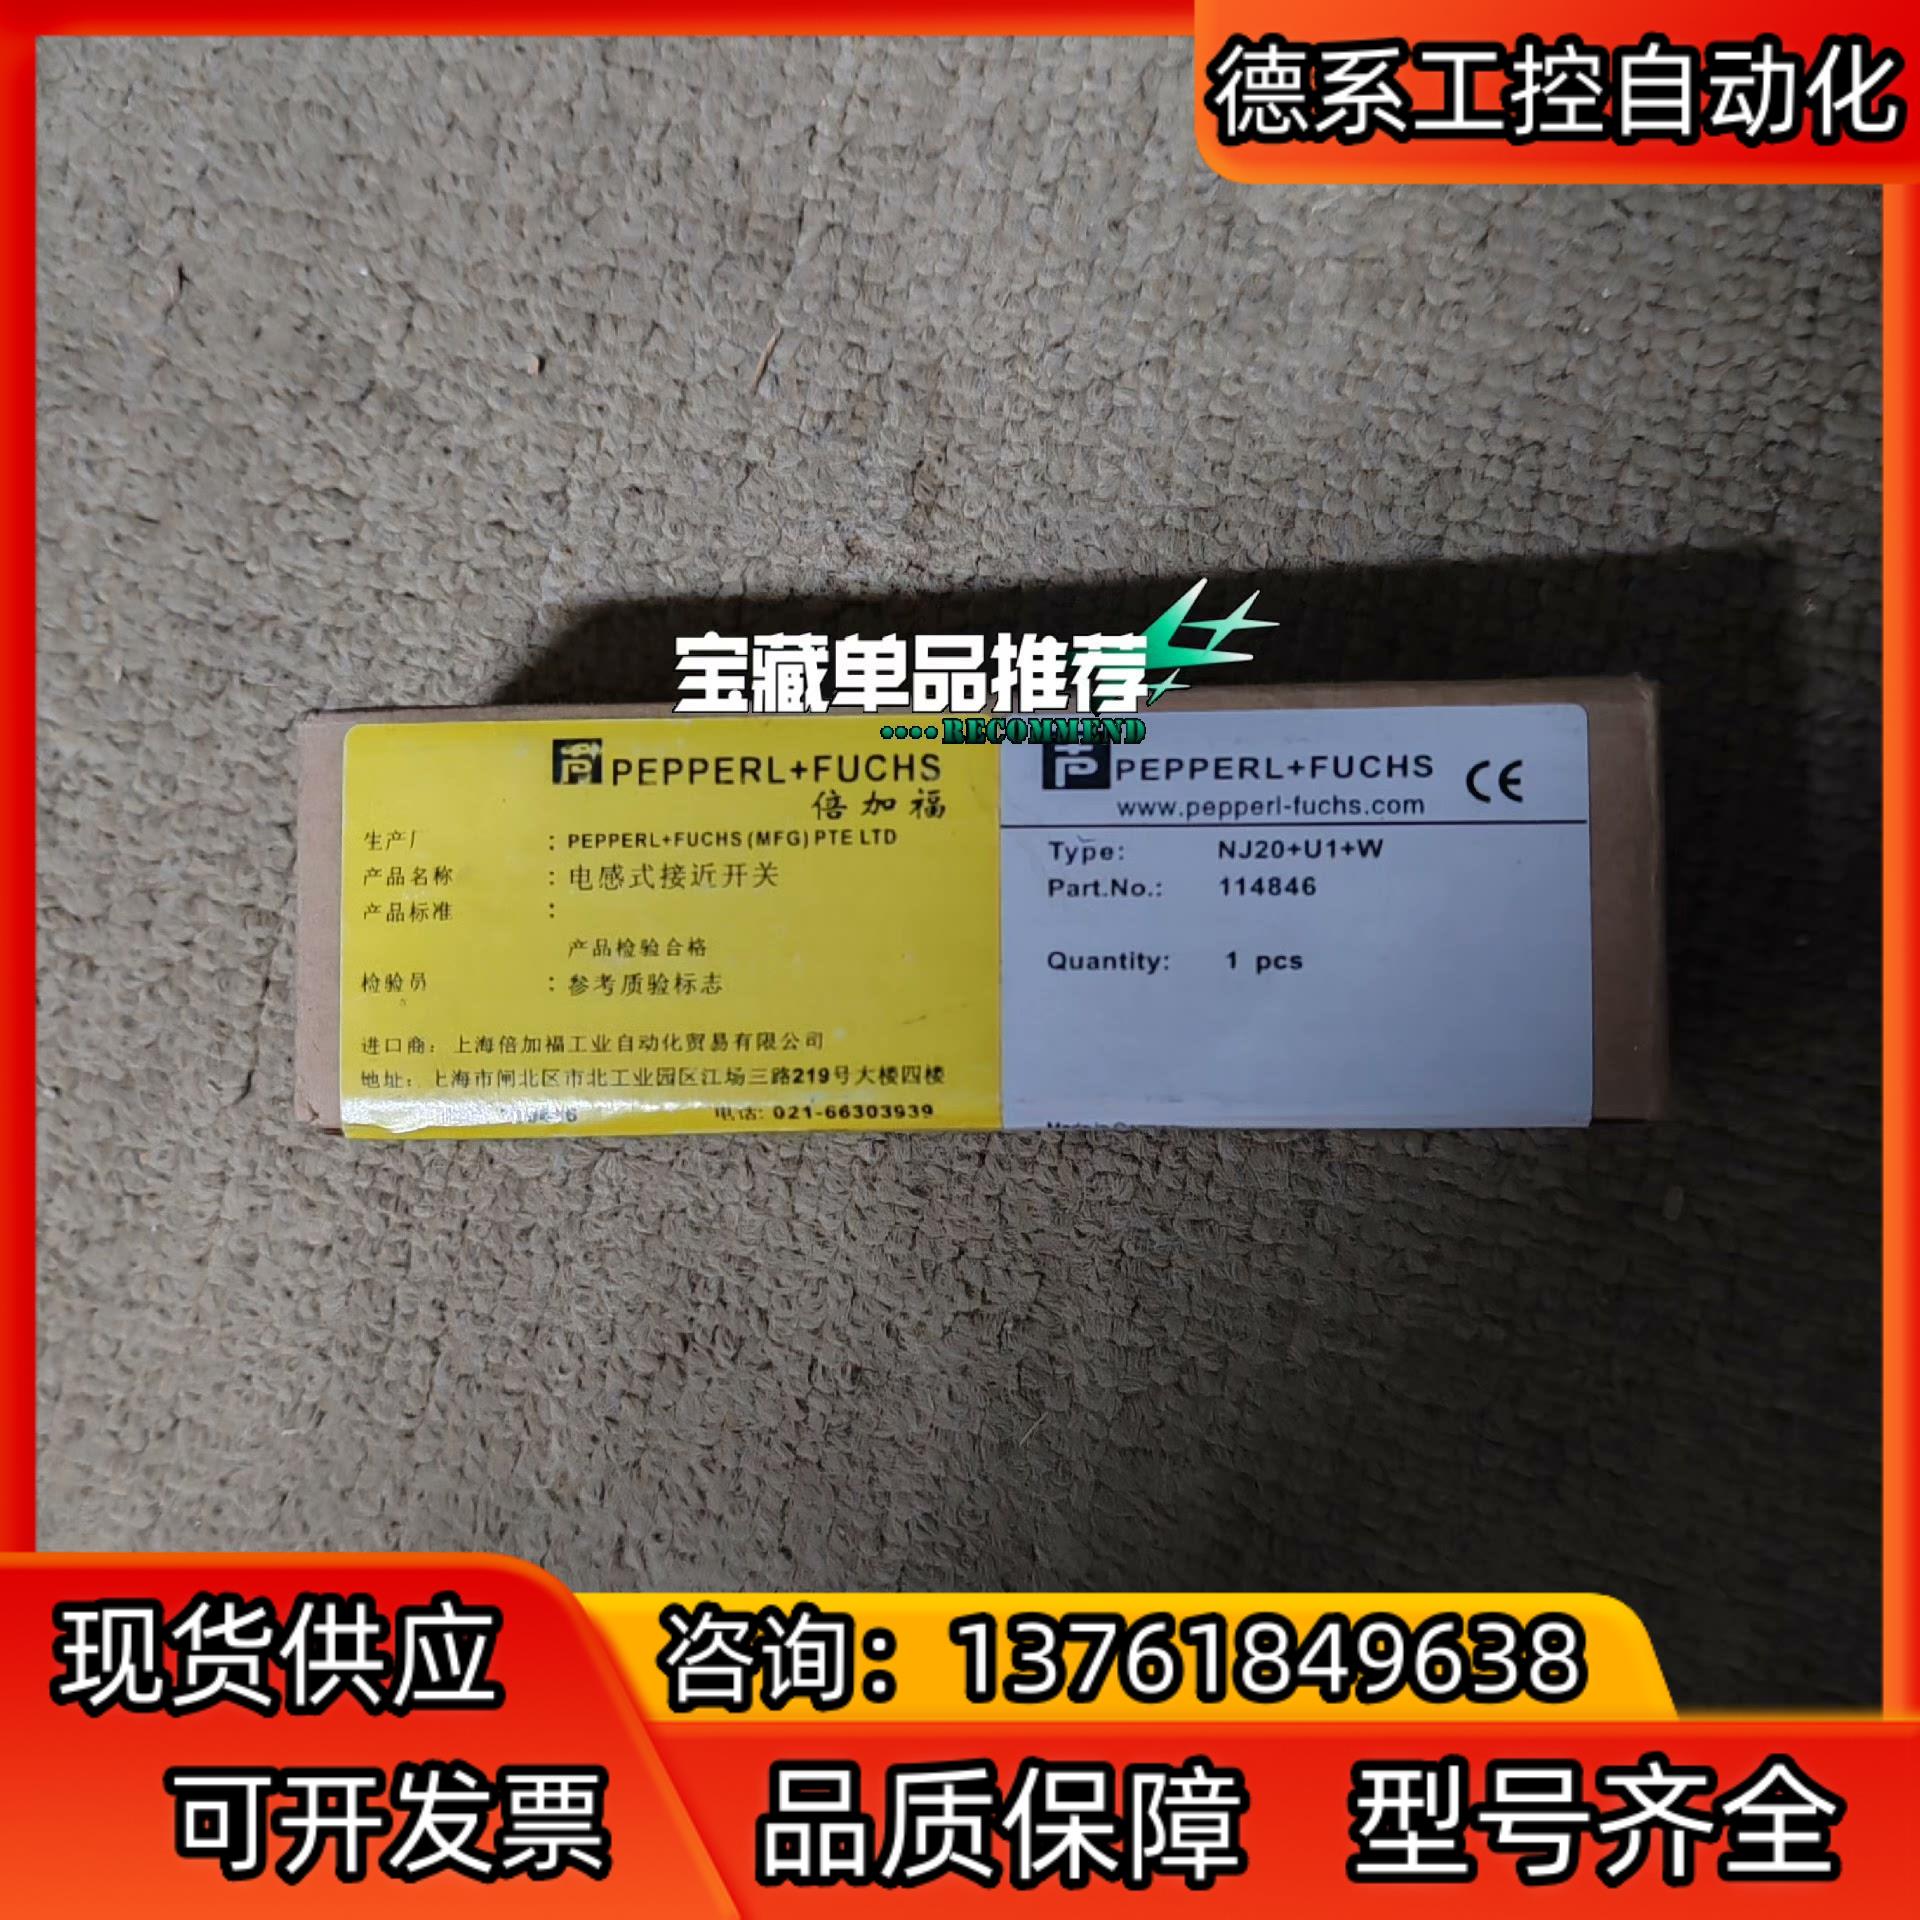 德系工控自动化
宝藏单品推荐
RECOMMEND
PEPPERL+FUCHS
倍加福
生产厂 : PEPPERL+FUCHS (MFG) PTE LTD
产品名称 : 电感式接近开关
产品标准 :
产品检验合格
检验员 : 参考质验标志
进口商: 上海倍加福工业自动化贸易有限公司
地址: 上海市闸北区市北工业园区江场三路219号大楼四楼
电话: 021-66303939
PEPPERL+FUCHS CE
www.pepperl-fuchs.com
Type: NJ20+U1+W
Part.No.: 114846
Quantity: 1 pcs
现货供应
咨询：13761849638
可开发票
品质保障 型号齐全